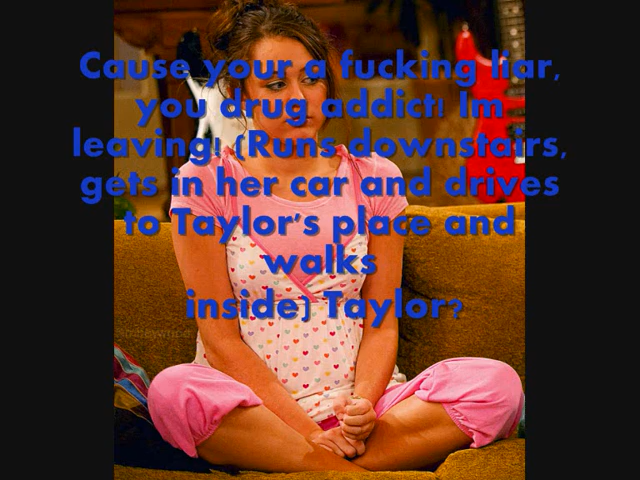 Cause your a fucking liar,
you drug addict! Im
leaving! (Runs downstairs,
gets in her car and drives
to Taylor's place and
walks
inside) Taylor?